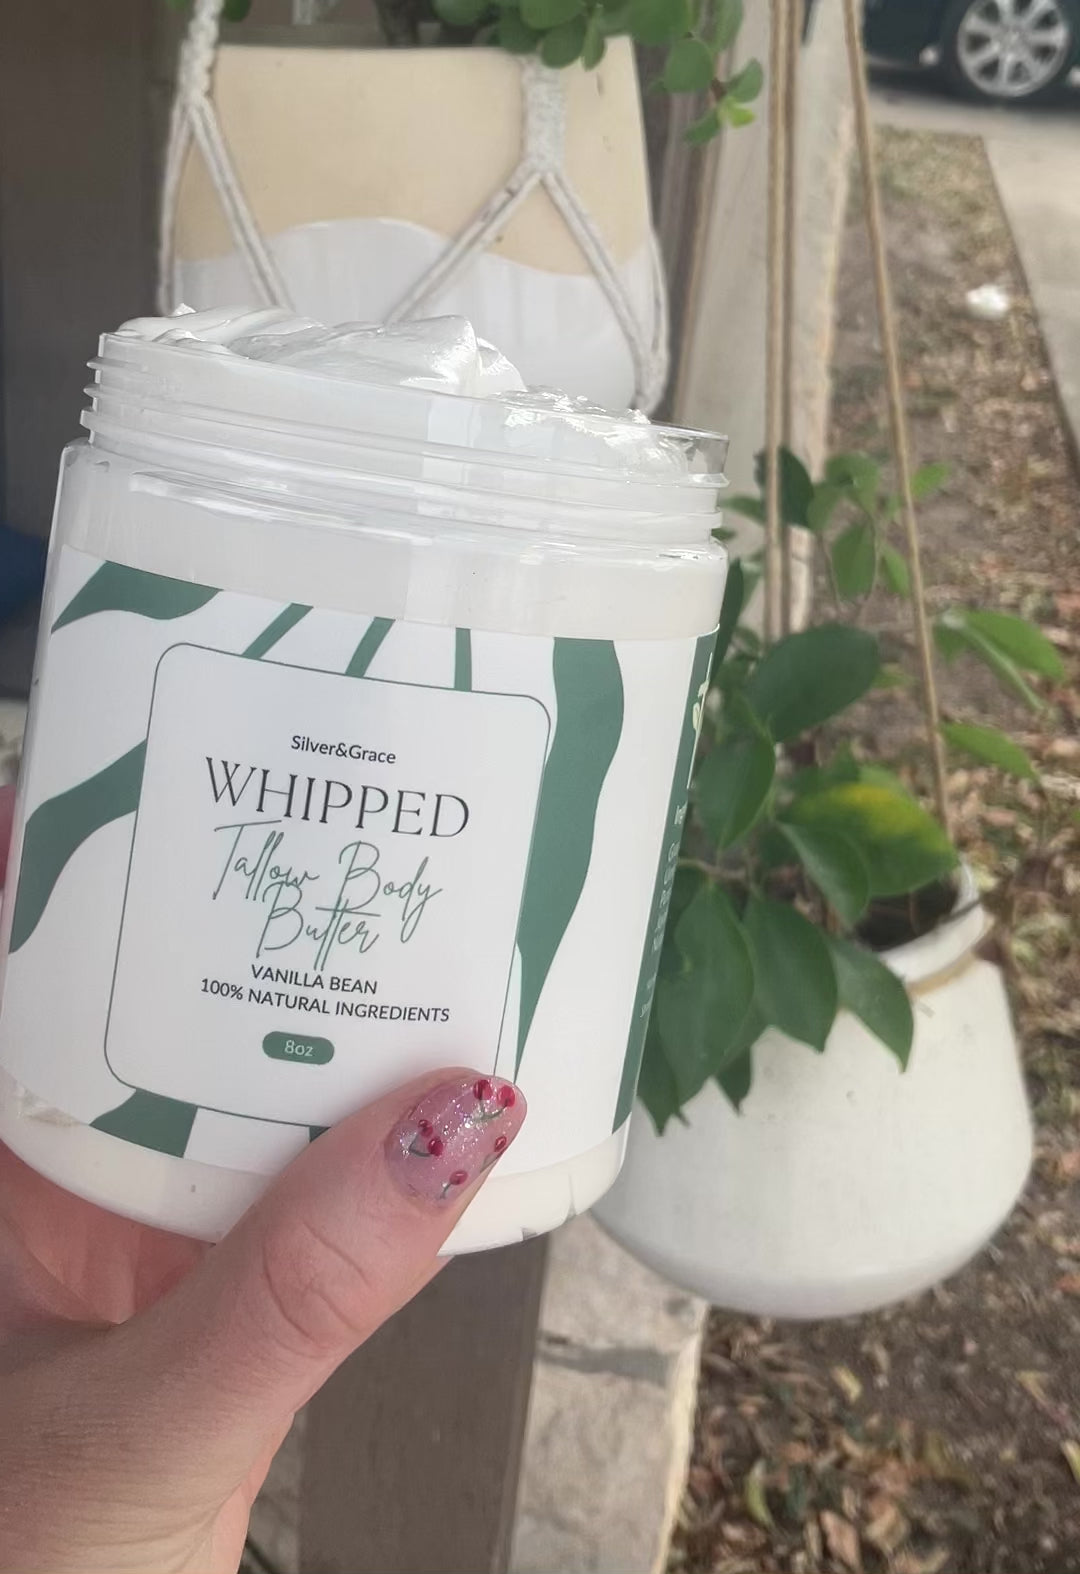 Silver&Grace
WHIPPED
Tallow Body
Butter
VANILLA BEAN
100% NATURAL INGREDIENTS
8oz